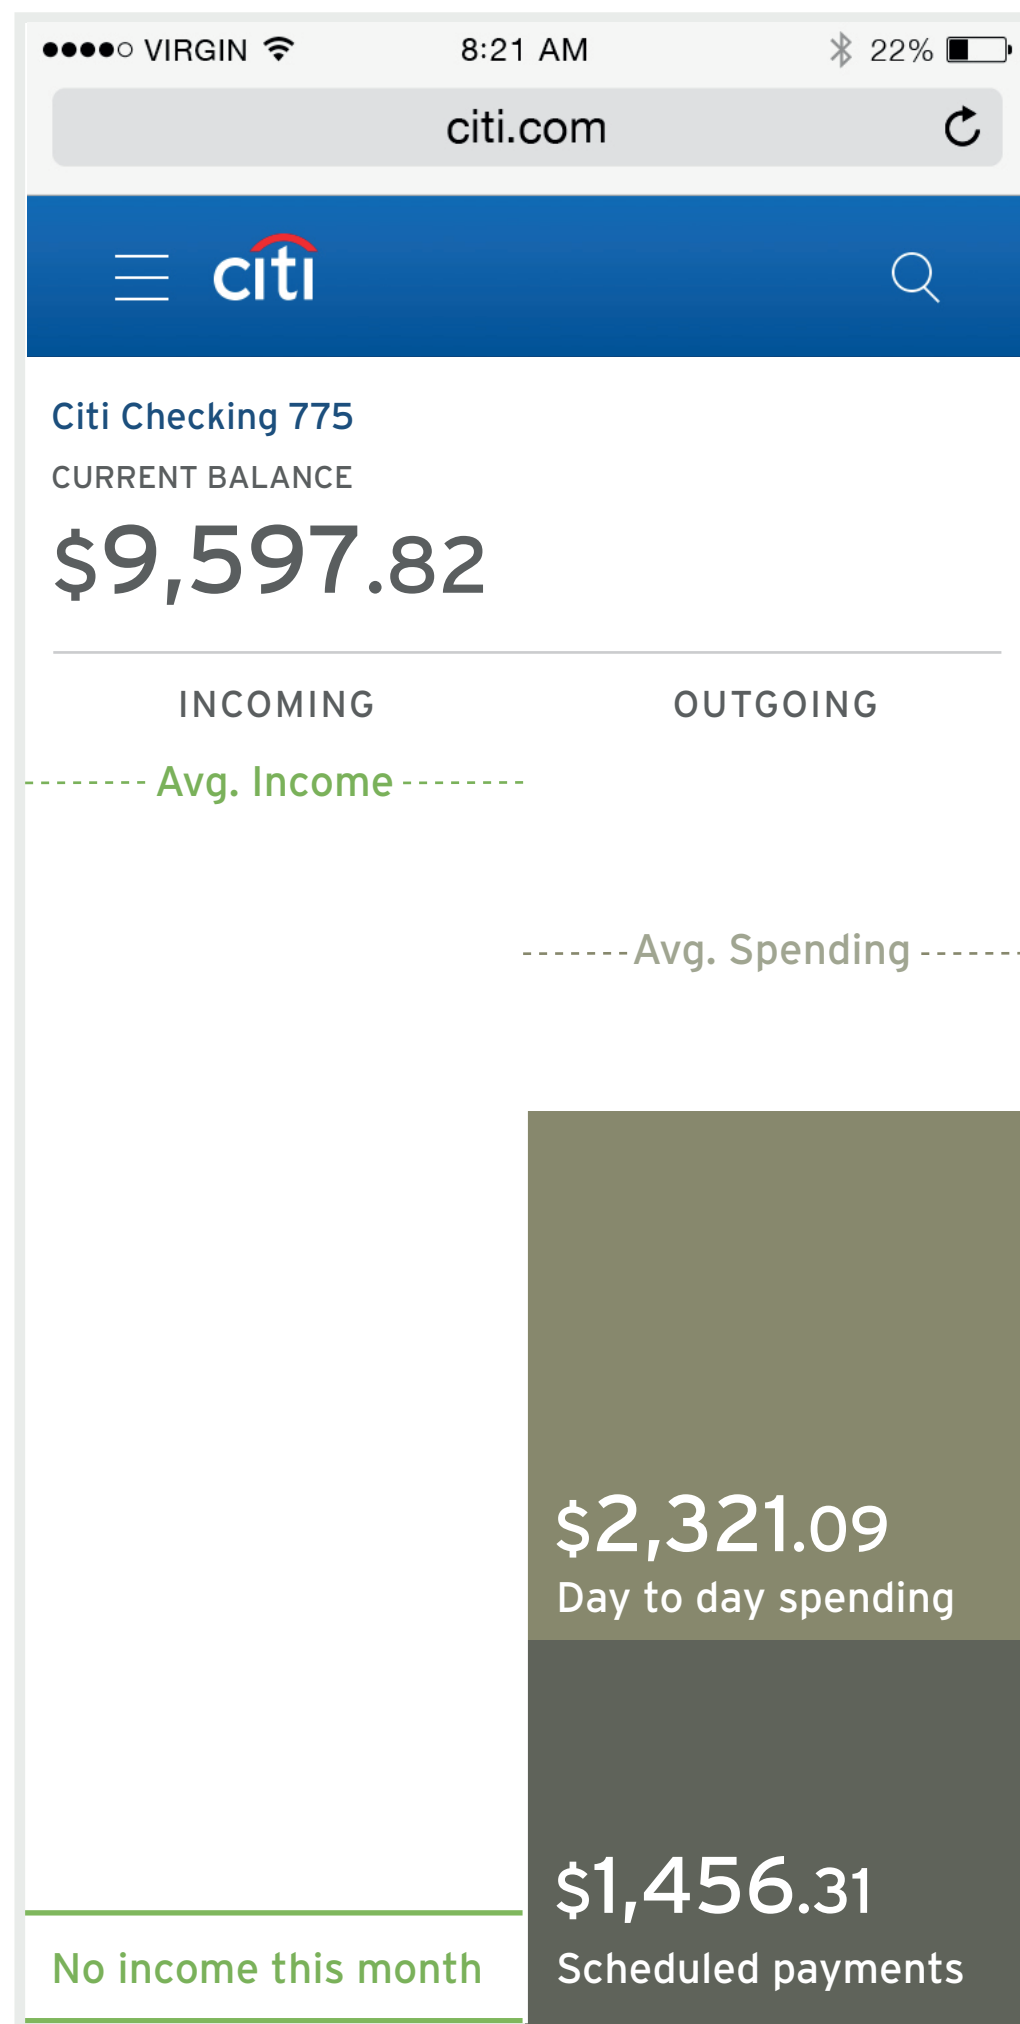 VIRGIN 8:21 AM 22%
citi.com
citi
Citi Checking 775
CURRENT BALANCE
$9,597.82
INCOMING OUTGOING
Avg. Income
Avg. Spending
$2,321.09
Day to day spending
$1,456.31
No income this month Scheduled payments